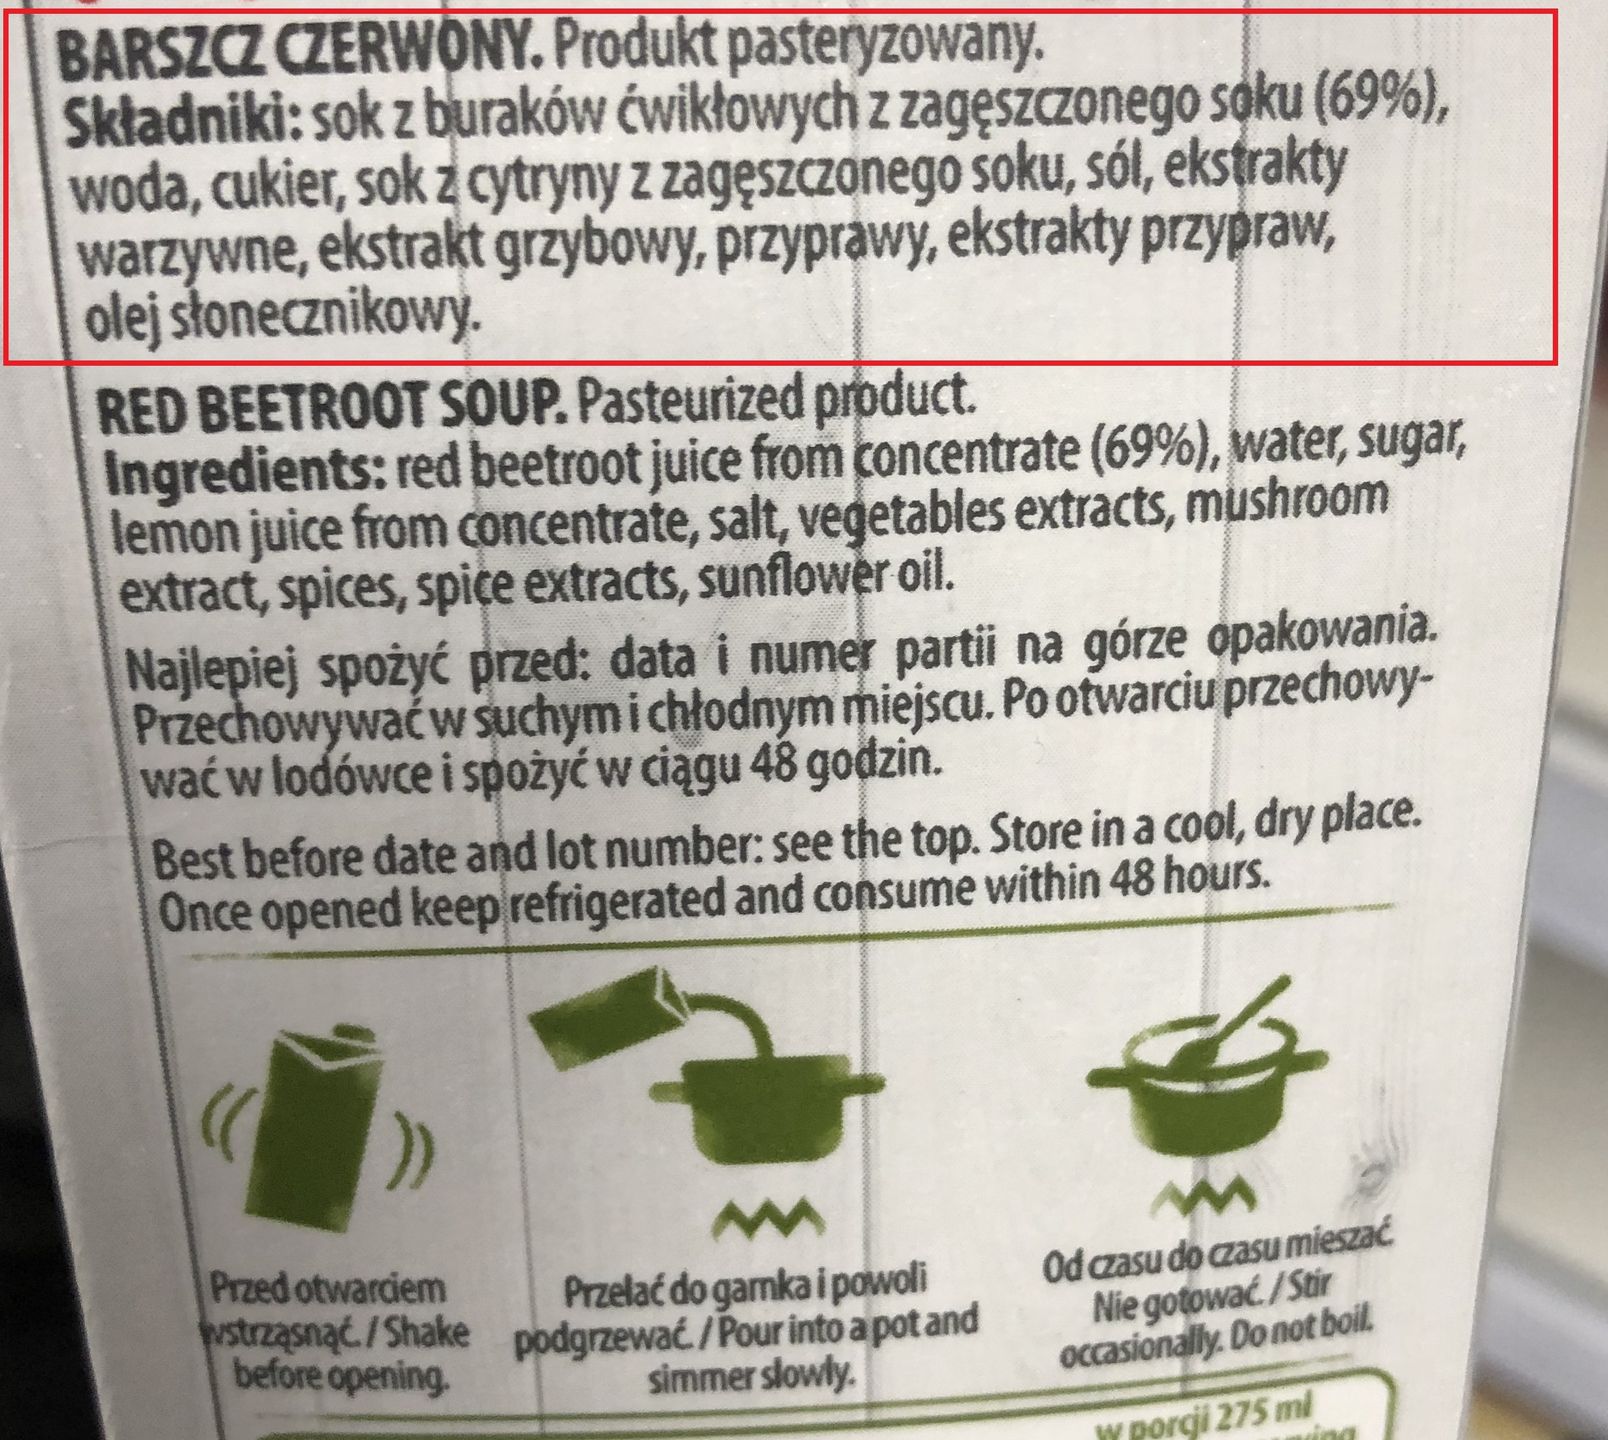 BARSZCZ CZERWONY. Produkt pasteryzowany.
Składniki: sok z buraków ćwikłowych z zagęszczonego soku (69%),
woda, cukier, sok z cytryny z zagęszczonego soku, sól, ekstrakty
warzywne, ekstrakt grzybowy, przyprawy, ekstrakty przypraw,
olej słonecznikowy.
RED BEETROOT SOUP. Pasteurized product.
Ingredients: red beetroot juice from concentrate (69%), water, sugar,
lemon juice from concentrate, salt, vegetables extracts, mushroom
extract, spices, spice extracts, sunflower oil.
Najlepiej spożyć przed: data i numer partii na górze opakowania.
Przechowywać w suchym i chłodnym miejscu. Po otwarciu przechowy-
wać w lodówce i spożyć w ciągu 48 godzin.
Best before date and lot number: see the top. Store in a cool, dry place.
Once opened keep refrigerated and consume within 48 hours.
Przed otwarciem
wstrząsnąć. / Shake
before opening.
Przelać do garnka i powoli
podgrzewać. / Pour into a pot and
simmer slowly.
Od czasu do czasu mieszać.
Nie gotować. / Stir
occasionally. Do not boil.
w porcji 275 ml